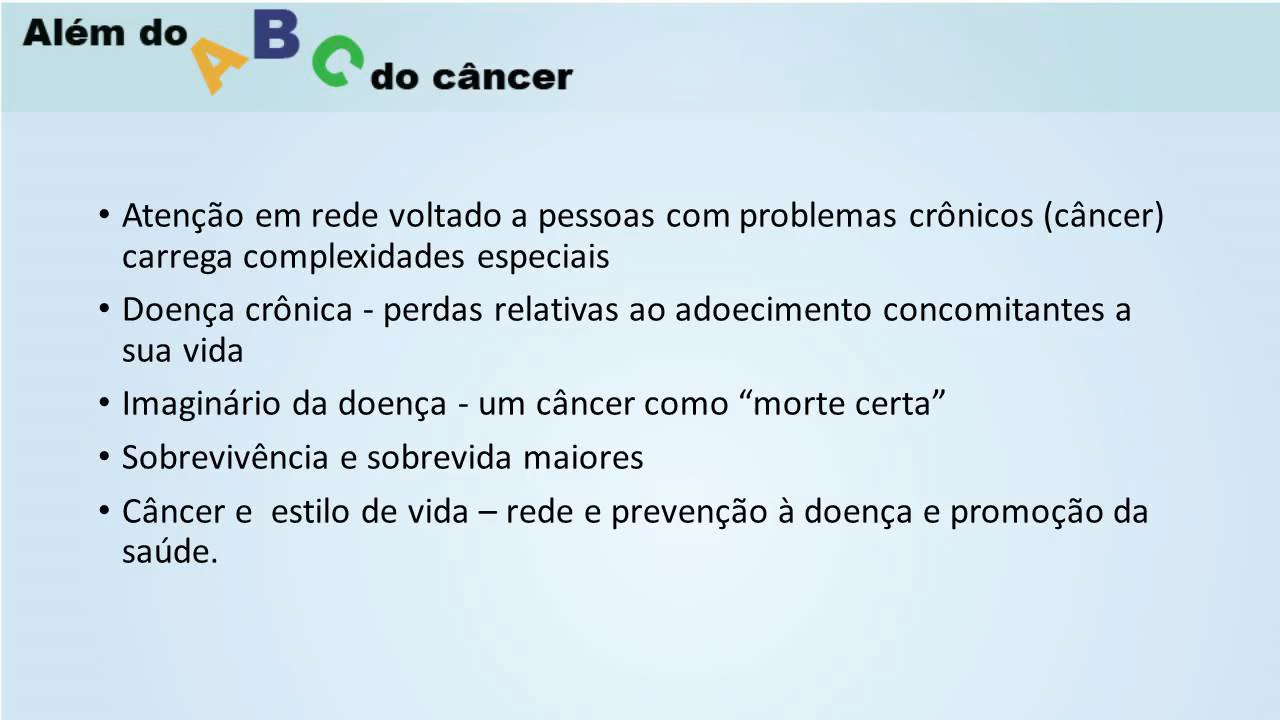 Além do ABC do câncer
• Atenção em rede voltado a pessoas com problemas crônicos (câncer)
carrega complexidades especiais
• Doença crônica - perdas relativas ao adoecimento concomitantes a
sua vida
• Imaginário da doença - um câncer como “morte certa”
• Sobrevivência e sobrevida maiores
• Câncer e  estilo de vida – rede e prevenção à doença e promoção da
saúde.